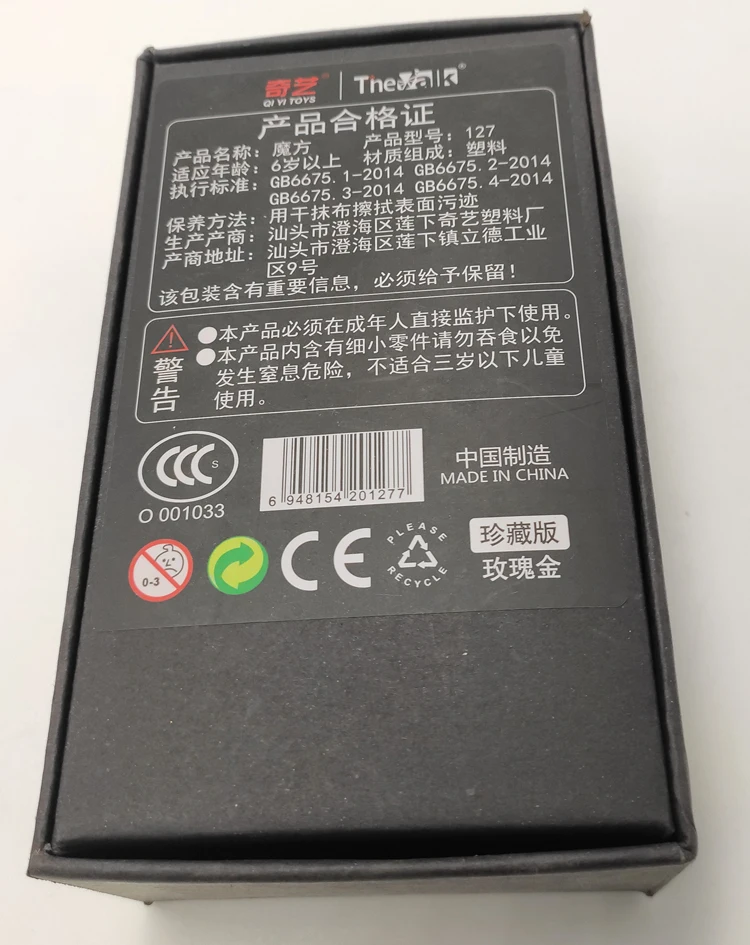 奇艺® | TheValk®
QI YI TOYS
产品合格证
产品名称：魔方 产品型号：127
适应年龄：6岁以上 材质组成：塑料
执行标准：GB6675.1-2014 GB6675.2-2014
GB6675.3-2014 GB6675.4-2014
保养方法：用干抹布擦拭表面污迹
生产产商：汕头市澄海区莲下奇艺塑料厂
产商地址：汕头市澄海区莲下镇立德工业
区9号
该包装含有重要信息，必须给予保留！
警告
●本产品必须在成年人直接监护下使用。
●本产品内含有细小零件请勿吞食以免
发生窒息危险，不适合三岁以下儿童
使用。
CCC S
O 001033
6 948154 201277
中国制造
MADE IN CHINA
0-3
CE
PLEASE
RECYCLE
珍藏版
玫瑰金